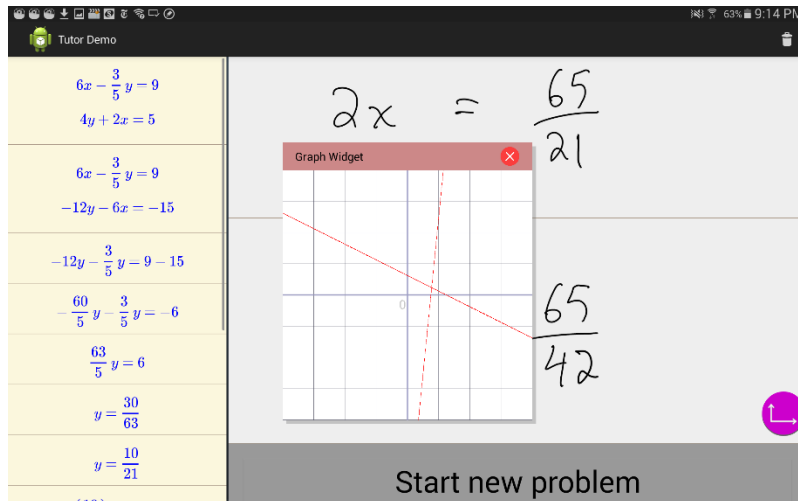 63% 9:14 PM
Tutor Demo
6x − 3/5 y = 9
4y + 2x = 5
6x − 3/5 y = 9
−12y − 6x = −15
−12y − 3/5 y = 9 − 15
− 60/5 y − 3/5 y = −6
63/5 y = 6
y = 30/63
y = 10/21
2x = 65/21
Graph Widget
0
65/42
Start new problem